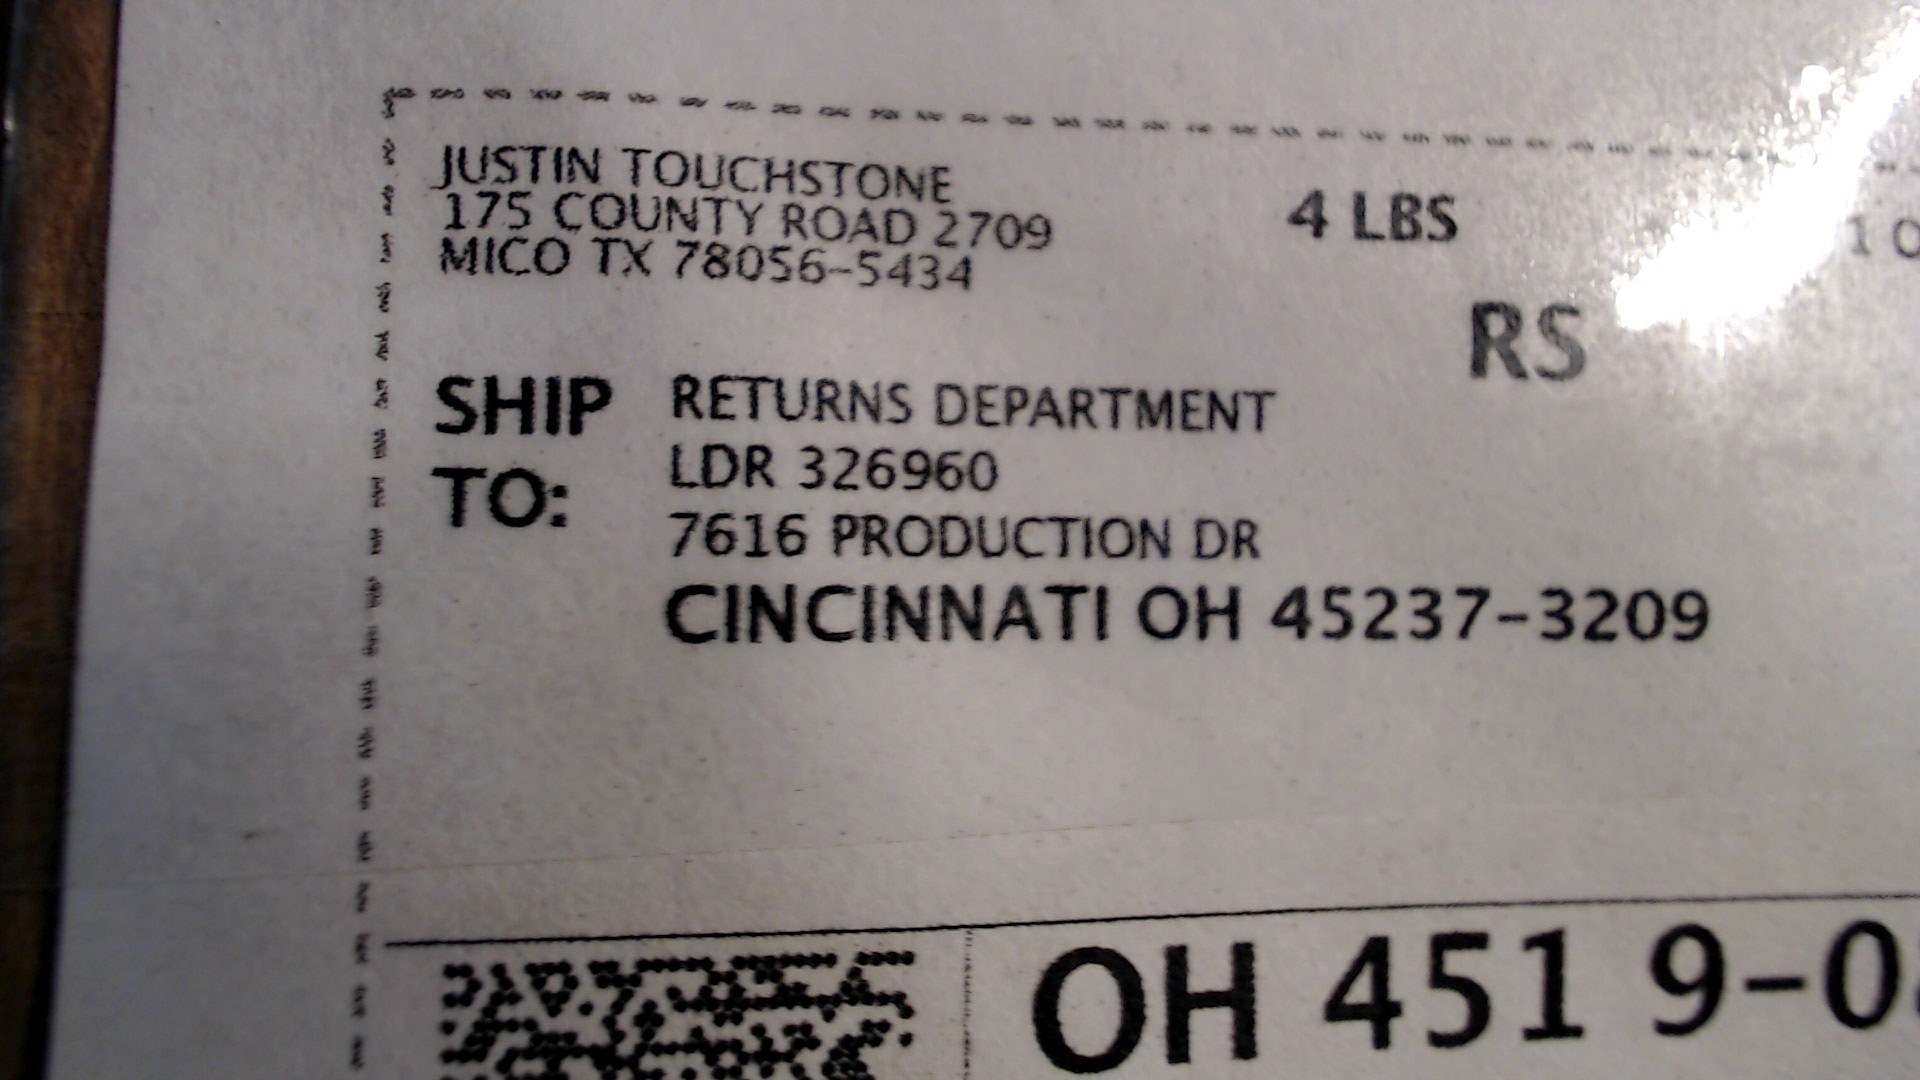 JUSTIN TOUCHSTONE
175 COUNTY ROAD 2709
MICO TX 78056-5434
4 LBS
RS
SHIP TO:
RETURNS DEPARTMENT
LDR 326960
7616 PRODUCTION DR
CINCINNATI OH 45237-3209
OH 451 9-0